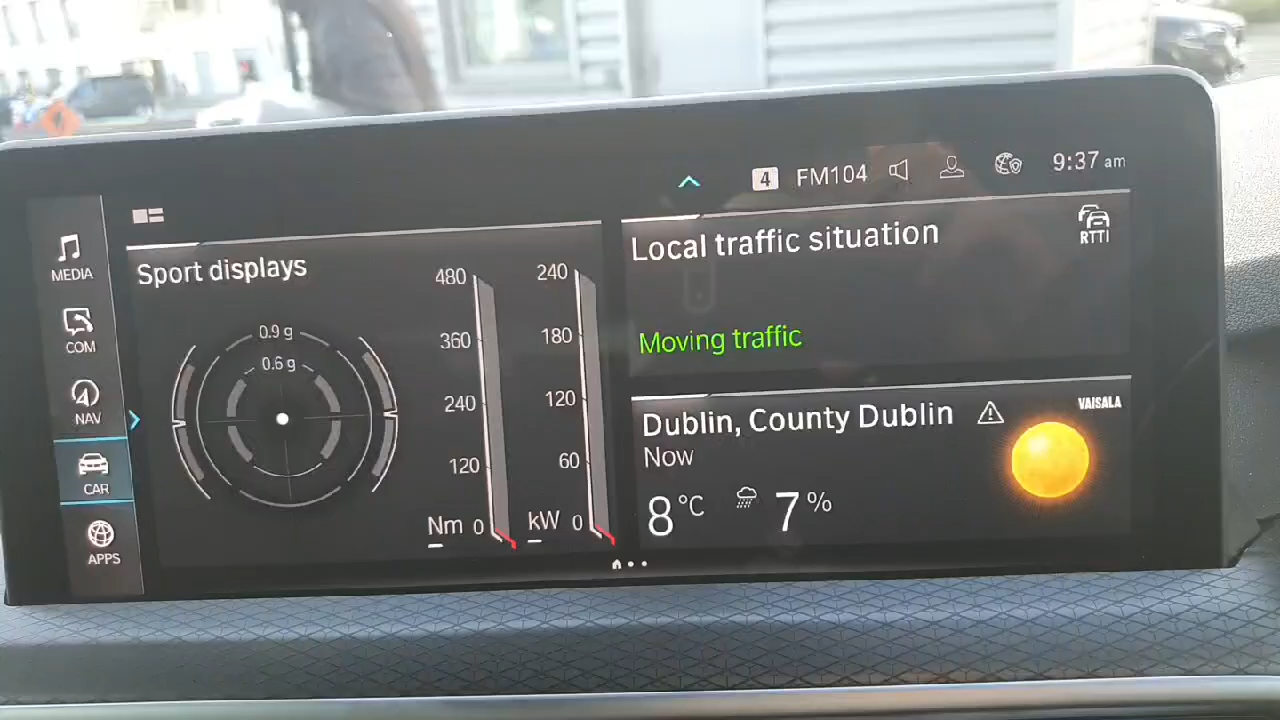 4 FM104 9:37 am
MEDIA
COM
NAV
CAR
APPS
Sport displays
0.9 g
0.6 g
480
360
240
120
Nm 0
240
180
120
60
kW 0
Local traffic situation
RTTI
Moving traffic
Dublin, County Dublin
VAISALA
Now
8 °C 7 %